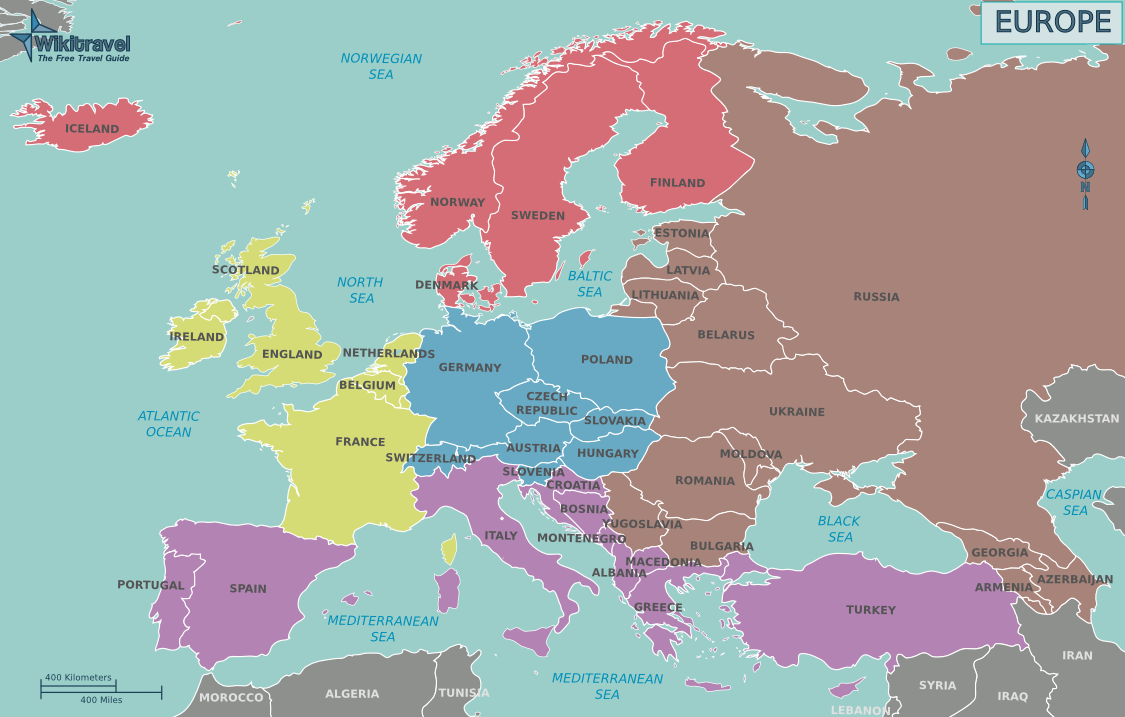 EUROPE
Wikitravel
The Free Travel Guide
NORWEGIAN
SEA
ICELAND
N
FINLAND
NORWAY
SWEDEN
ESTONIA
SCOTLAND
LATVIA
NORTH
SEA
DENMARK
BALTIC
SEA
LITHUANIA
RUSSIA
IRELAND
BELARUS
ENGLAND
NETHERLANDS
GERMANY
POLAND
BELGIUM
CZECH
REPUBLIC
UKRAINE
ATLANTIC
OCEAN
SLOVAKIA
KAZAKHSTAN
FRANCE
AUSTRIA
HUNGARY
MOLDOVA
SWITZERLAND
SLOVENIA
CROATIA
ROMANIA
CASPIAN
SEA
BOSNIA
YUGOSLAVIA
BLACK
SEA
ITALY
MONTENEGRO
BULGARIA
GEORGIA
MACEDONIA
ALBANIA
AZERBAIJAN
PORTUGAL
SPAIN
ARMENIA
GREECE
TURKEY
MEDITERRANEAN
SEA
IRAN
400 Kilometers
400 Miles
MEDITERRANEAN
SEA
MOROCCO
ALGERIA
TUNISIA
SYRIA
IRAQ
LEBANON